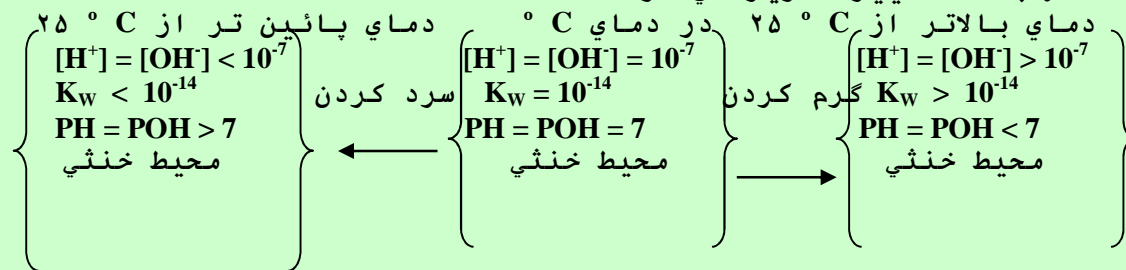 دماي بالاتر از ۲۵ ° C
در دماي ° C
دماي پائين تر از ۲۵ ° C
[H⁺] = [OH⁻] > 10⁻⁷
[H⁺] = [OH⁻] = 10⁻⁷
[H⁺] = [OH⁻] < 10⁻⁷
K_W > 10⁻¹⁴
گرم كردن
K_W = 10⁻¹⁴
سرد كردن
K_W < 10⁻¹⁴
PH = POH < 7
PH = POH = 7
PH = POH > 7
محيط خنثي
محيط خنثي
محيط خنثي